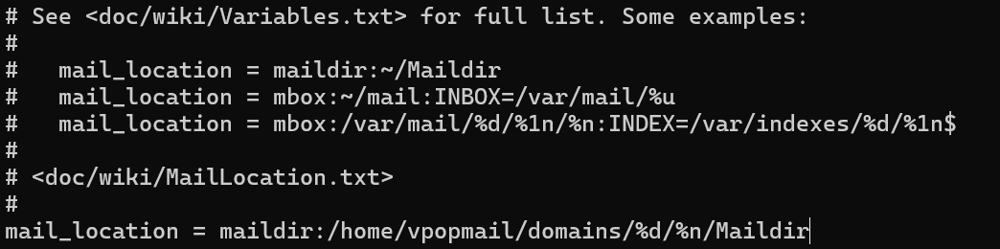 # See <doc/wiki/Variables.txt> for full list. Some examples:
#
#   mail_location = maildir:~/Maildir
#   mail_location = mbox:~/mail:INBOX=/var/mail/%u
#   mail_location = mbox:/var/mail/%d/%1n/%n:INDEX=/var/indexes/%d/%1n$
#
# <doc/wiki/MailLocation.txt>
#
mail_location = maildir:/home/vpopmail/domains/%d/%n/Maildir